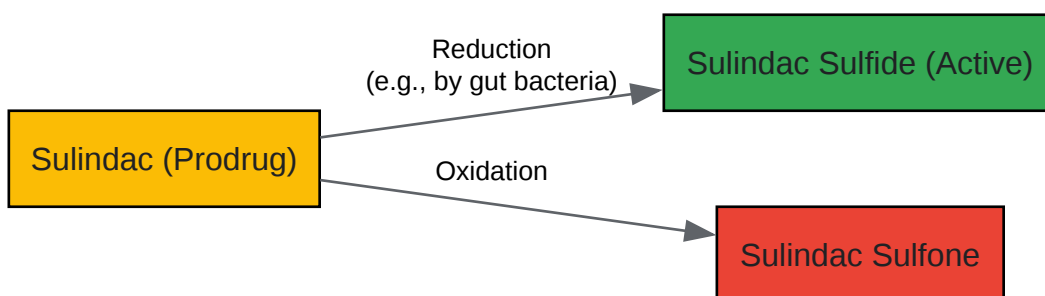 Reduction
(e.g., by gut bacteria)
Sulindac Sulfide (Active)
Sulindac (Prodrug)
Oxidation
Sulindac Sulfone